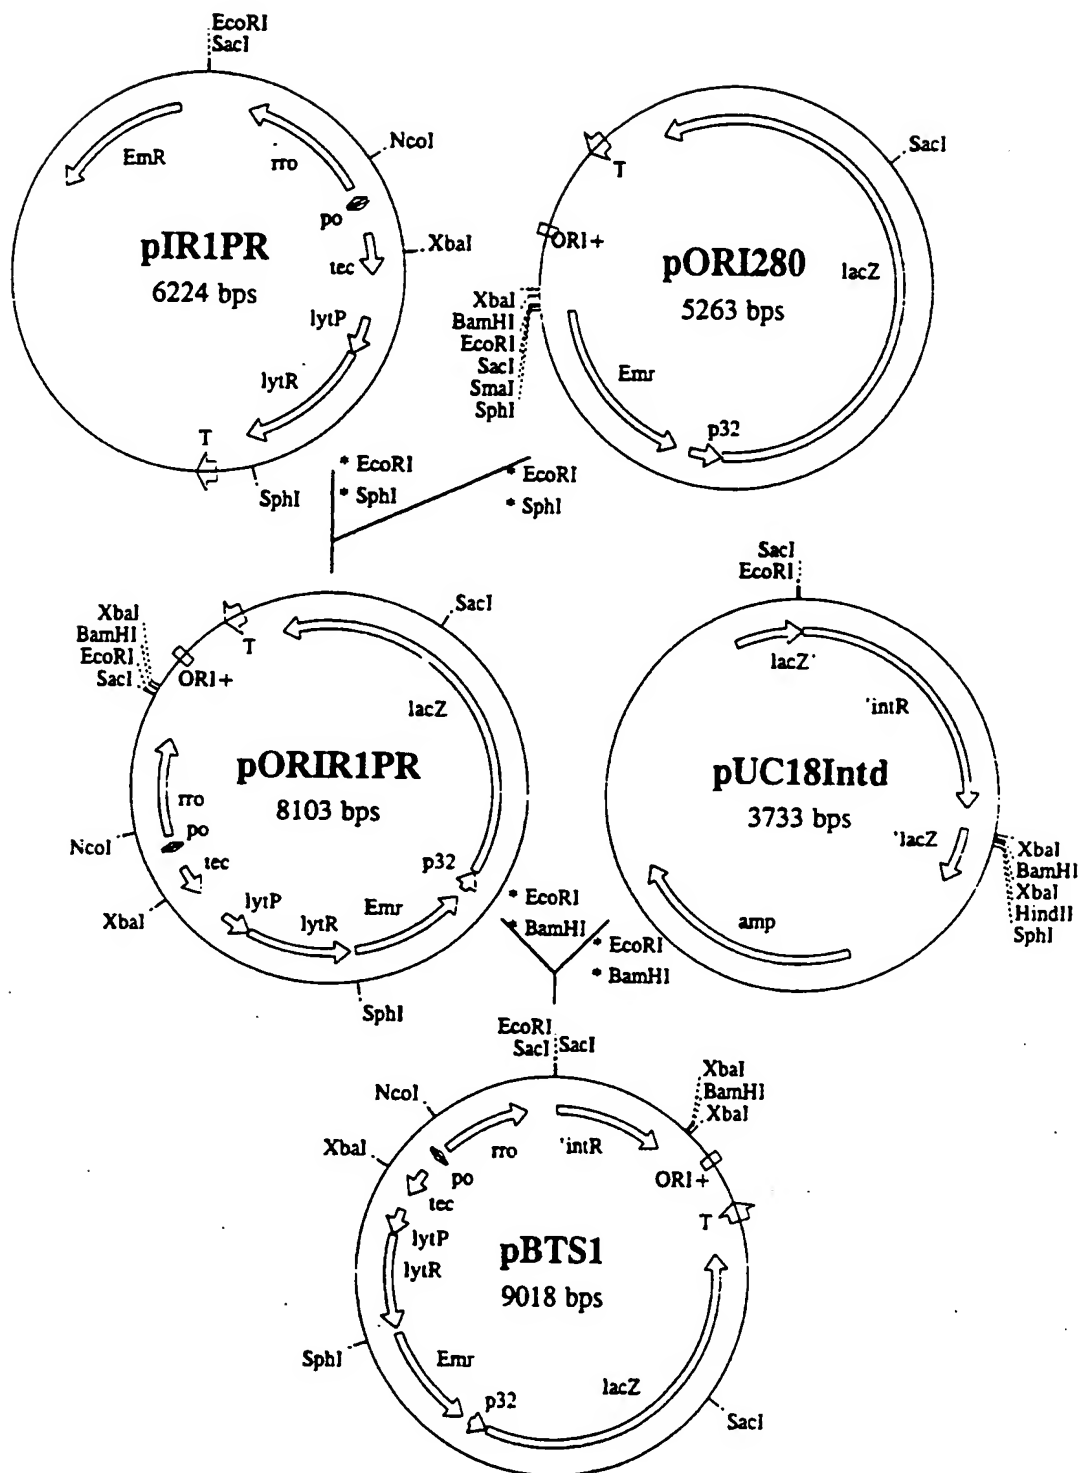 EcoRI
SacI
NcoI
EmR
rro
po
pIR1PR
6224 bps
XbaI
tec
lytP
lytR
T
SphI
SacI
T
ORI+
pORI280
5263 bps
lacZ
XbaI
BamHI
EcoRI
SacI
SmaI
SphI
Emr
p32
* EcoRI
* SphI
* EcoRI
* SphI
XbaI
BamHI
EcoRI
SacI
T
ORI+
SacI
lacZ
pORIR1PR
8103 bps
rro
po
NcoI
tec
XbaI
lytP
lytR
Emr
p32
SphI
SacI
EcoRI
lacZ'
'intR
pUC18Intd
3733 bps
'lacZ
XbaI
BamHI
XbaI
HindII
SphI
amp
* EcoRI
* BamHI
* EcoRI
* BamHI
EcoRI
SacI
SacI
XbaI
BamHI
XbaI
NcoI
XbaI
rro
'intR
po
ORI+
tec
T
lytP
lytR
pBTS1
9018 bps
SphI
Emr
p32
lacZ
SacI